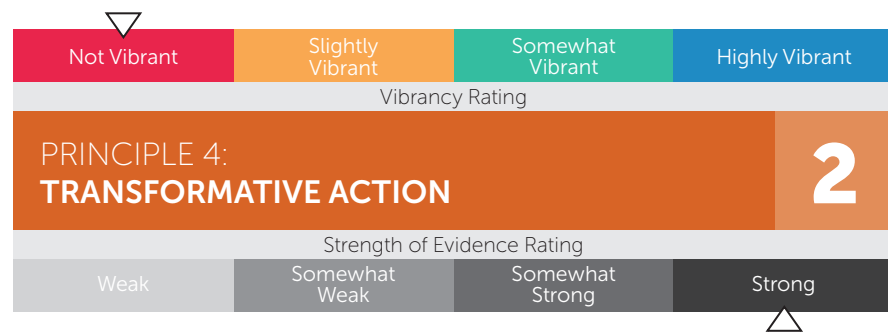 Not Vibrant
Slightly
Vibrant
Somewhat
Vibrant
Highly Vibrant
Vibrancy Rating
PRINCIPLE 4:
TRANSFORMATIVE ACTION
2
Strength of Evidence Rating
Weak
Somewhat
Weak
Somewhat
Strong
Strong